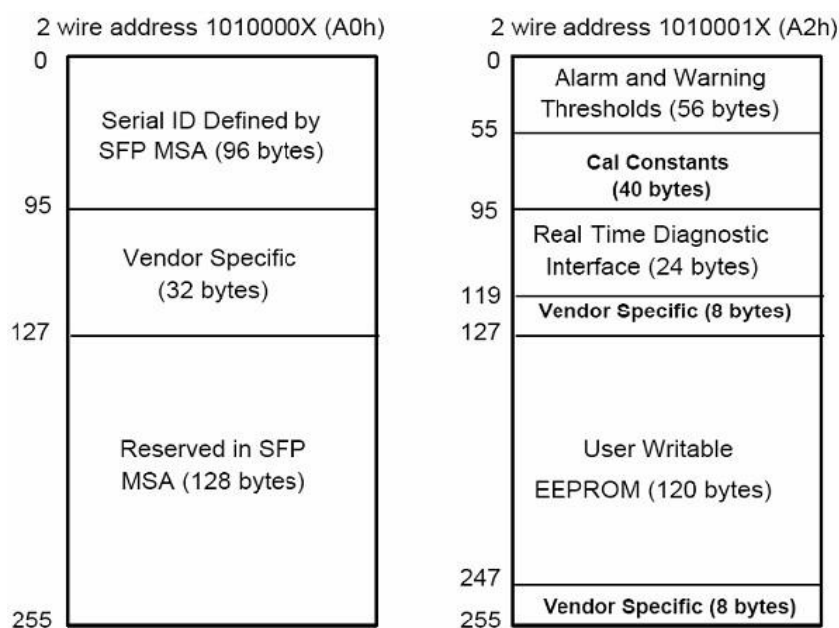 2 wire address 1010000X (A0h)
0
Serial ID Defined by
SFP MSA (96 bytes)
95
Vendor Specific
(32 bytes)
127
Reserved in SFP
MSA (128 bytes)
255
2 wire address 1010001X (A2h)
0
Alarm and Warning
Thresholds (56 bytes)
55
Cal Constants
(40 bytes)
95
Real Time Diagnostic
Interface (24 bytes)
119
Vendor Specific (8 bytes)
127
User Writable
EEPROM (120 bytes)
247
Vendor Specific (8 bytes)
255